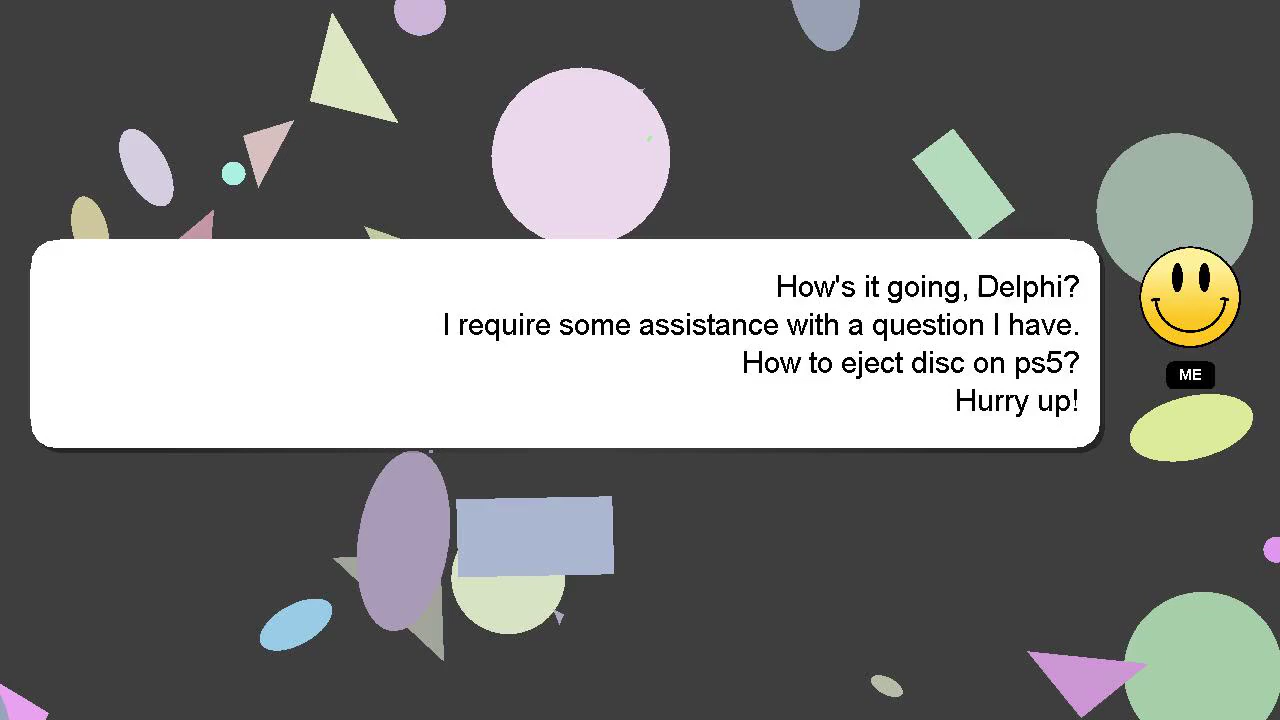 How's it going, Delphi?
I require some assistance with a question I have.
How to eject disc on ps5?
Hurry up!
ME